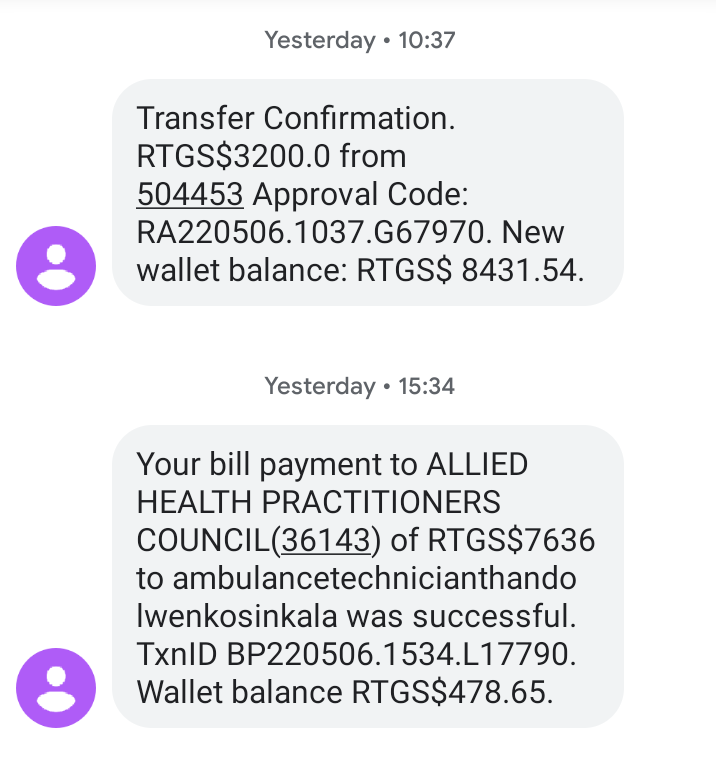 Yesterday • 10:37
Transfer Confirmation.
RTGS$3200.0 from
504453 Approval Code:
RA220506.1037.G67970. New
wallet balance: RTGS$ 8431.54.
Yesterday • 15:34
Your bill payment to ALLIED
HEALTH PRACTITIONERS
COUNCIL(36143) of RTGS$7636
to ambulancetechnicianthando
lwenkosinkala was successful.
TxnID BP220506.1534.L17790.
Wallet balance RTGS$478.65.